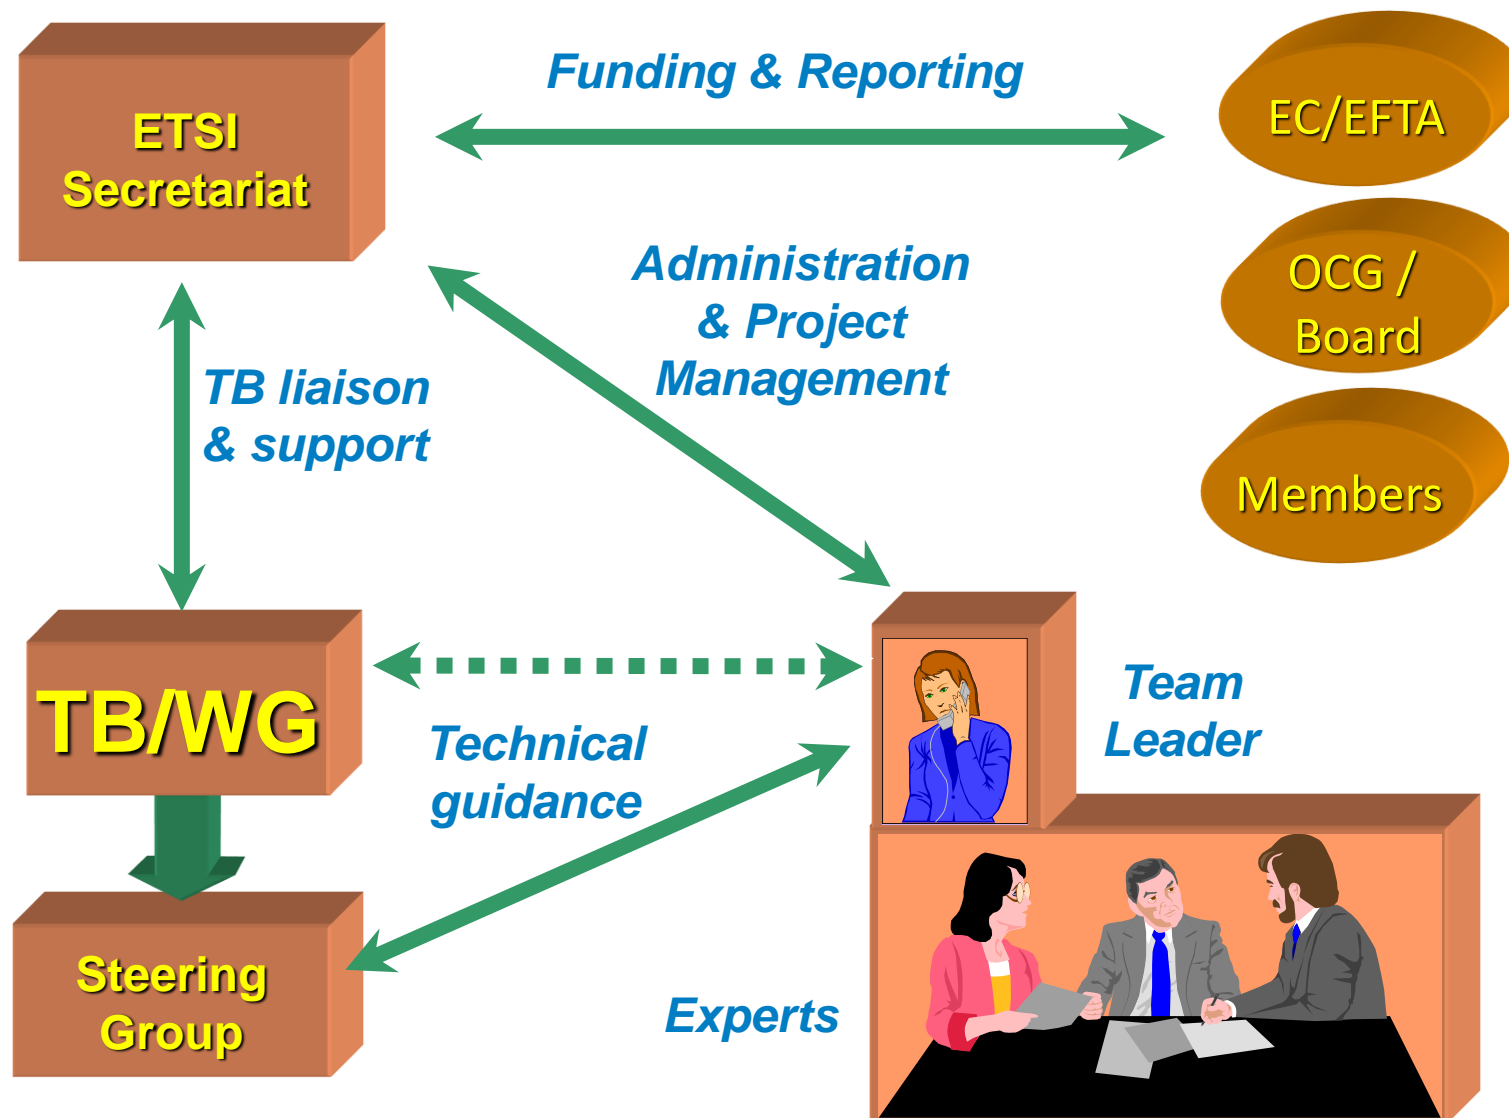 ETSI
Secretariat
Funding & Reporting
EC/EFTA
OCG /
Board
Members
Administration
& Project
Management
TB liaison
& support
TB/WG
Technical
guidance
Team
Leader
Steering
Group
Experts